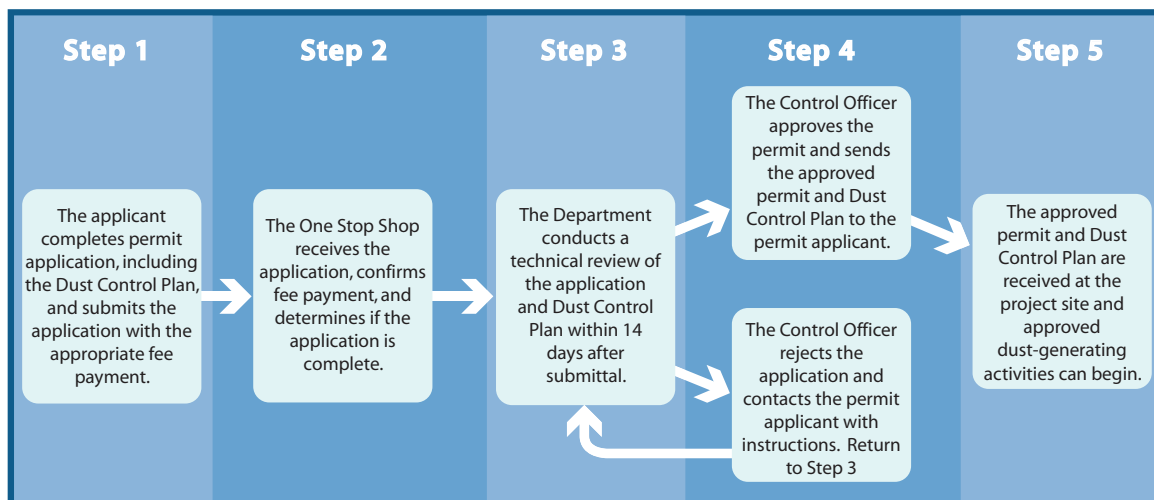 Step 1
The applicant
completes permit
application, including
the Dust Control Plan,
and submits the
application with the
appropriate fee
payment.
Step 2
The One Stop Shop
receives the
application, confirms
fee payment, and
determines if the
application is
complete.
Step 3
The Department
conducts a
technical review of
the application
and Dust Control
Plan within 14
days after
submittal.
Step 4
The Control Officer
approves the
permit and sends
the approved
permit and Dust
Control Plan to the
permit applicant.
The Control Officer
rejects the
application and
contacts the permit
applicant with
instructions. Return
to Step 3
Step 5
The approved
permit and Dust
Control Plan are
received at the
project site and
approved
dust-generating
activities can begin.